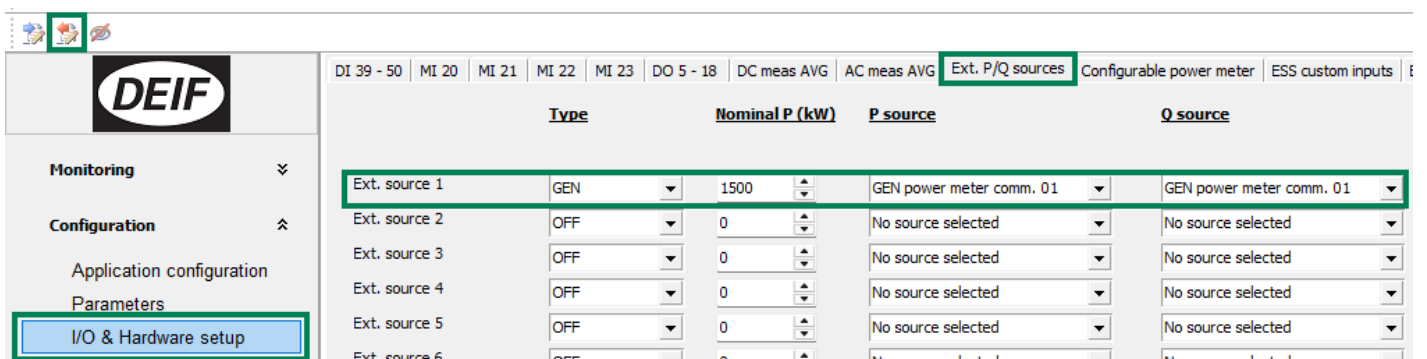 DEIF
Monitoring
Configuration
Application configuration
Parameters
I/O & Hardware setup
DI 39 - 50 MI 20 MI 21 MI 22 MI 23 DO 5 - 18 DC meas AVG AC meas AVG Ext. P/Q sources Configurable power meter ESS custom inputs
Type Nominal P (kW) P source Q source
Ext. source 1 GEN 1500 GEN power meter comm. 01 GEN power meter comm. 01
Ext. source 2 OFF 0 No source selected No source selected
Ext. source 3 OFF 0 No source selected No source selected
Ext. source 4 OFF 0 No source selected No source selected
Ext. source 5 OFF 0 No source selected No source selected
Ext. source 6